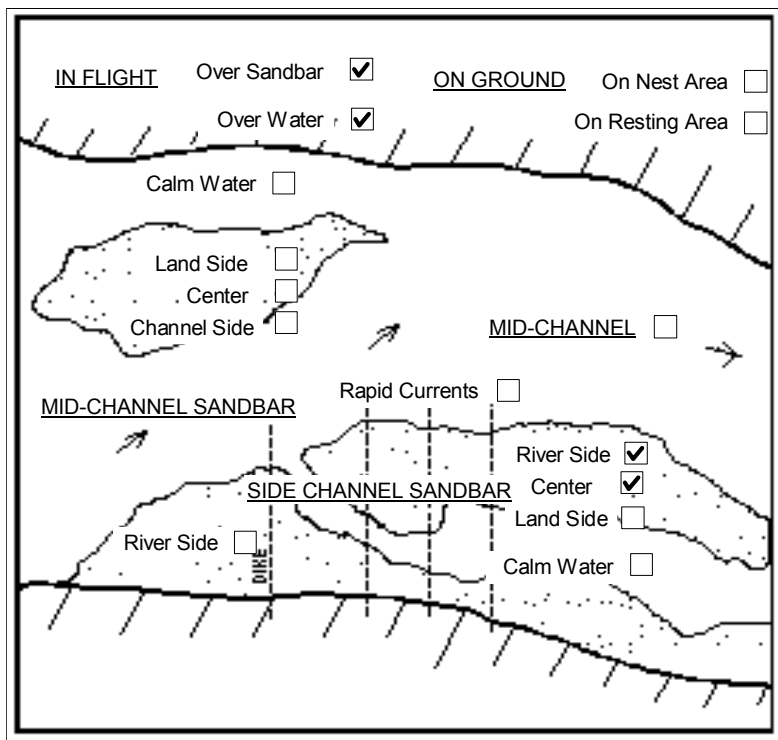 IN FLIGHT
Over Sandbar
Over Water
ON GROUND
On Nest Area
On Resting Area
Calm Water
Land Side
Center
Channel Side
MID-CHANNEL
Rapid Currents
MID-CHANNEL SANDBAR
River Side
SIDE CHANNEL SANDBAR
Center
Land Side
River Side
DIKE
Calm Water